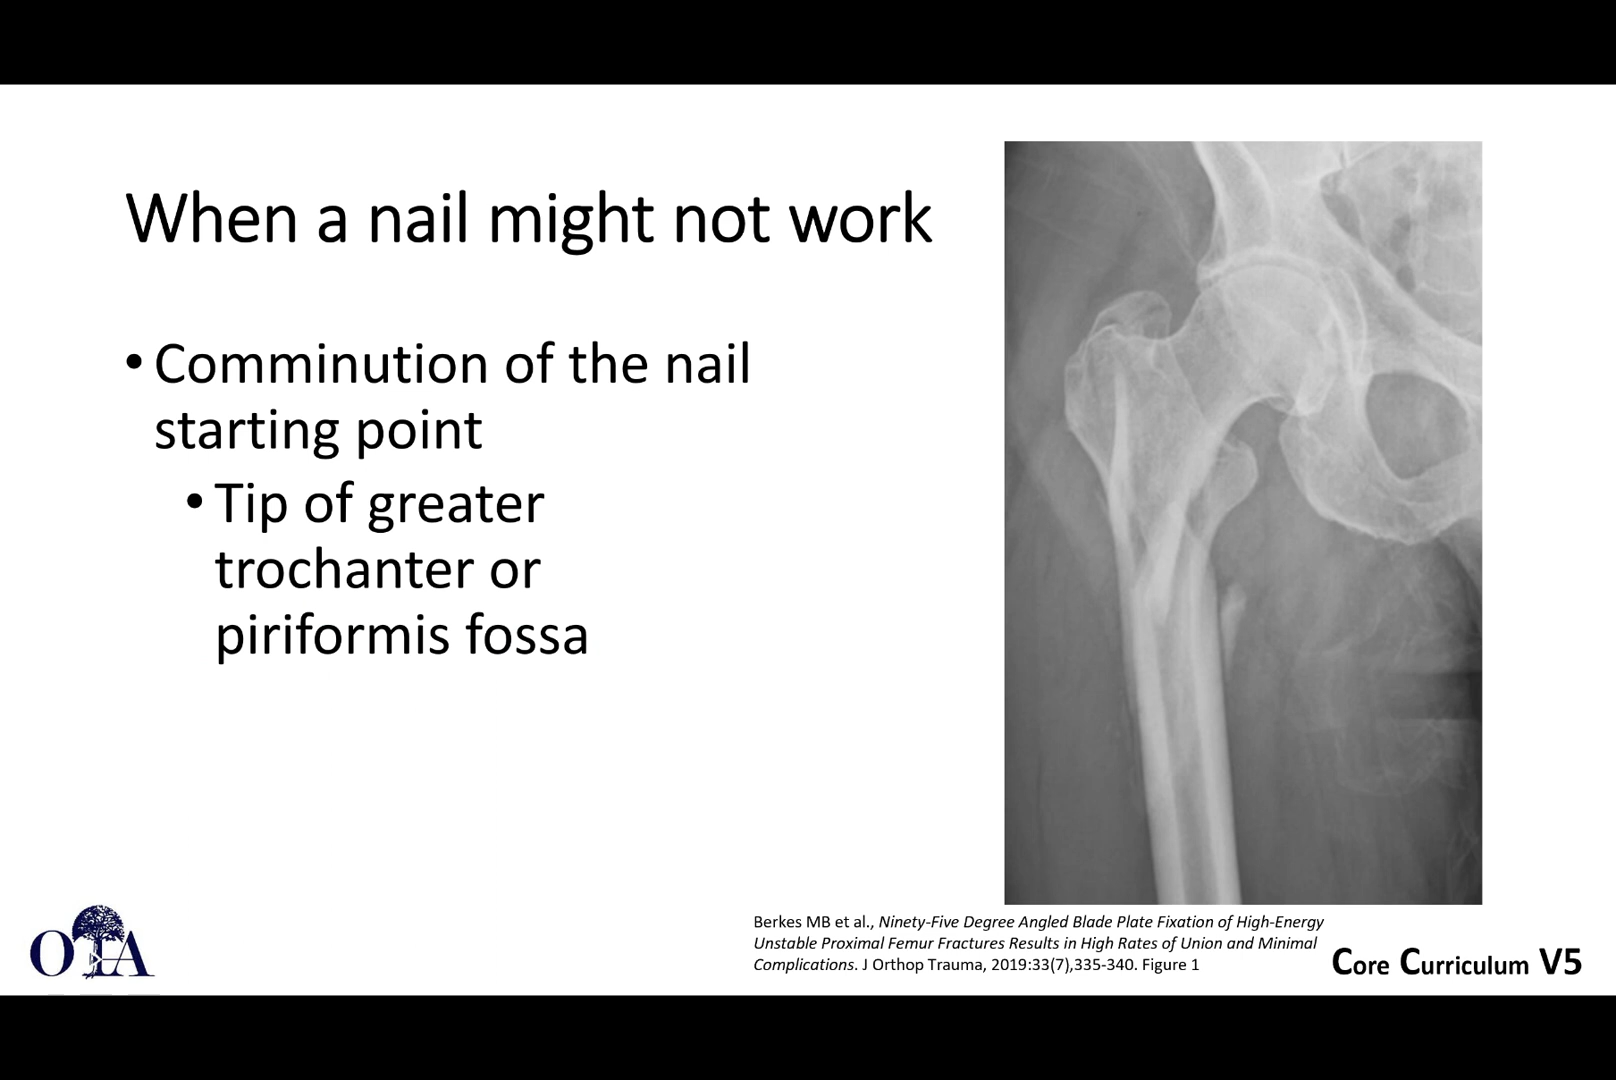 When a nail might not work
• Comminution of the nail
starting point
• Tip of greater
trochanter or
piriformis fossa
Berkes MB et al., Ninety-Five Degree Angled Blade Plate Fixation of High-Energy
Unstable Proximal Femur Fractures Results in High Rates of Union and Minimal
Complications. J Orthop Trauma, 2019:33(7),335-340. Figure 1
OTA
Core Curriculum V5